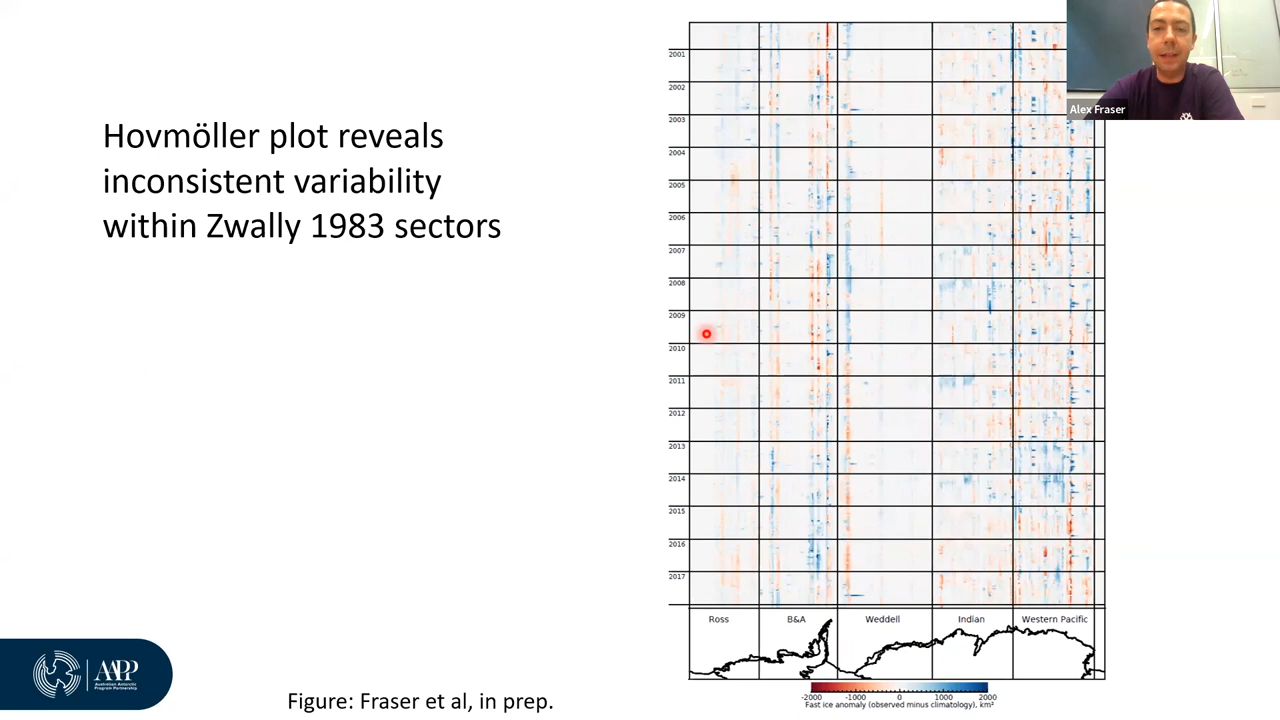 Hovmöller plot reveals
inconsistent variability
within Zwally 1983 sectors
Alex Fraser
2001
2002
2003
2004
2005
2006
2007
2008
2009
2010
2011
2012
2013
2014
2015
2016
2017
Ross B&A Weddell Indian Western Pacific
-2000 -1000 0 1000 2000
Fast ice anomaly (observed minus climatology), km²
AAPP
Australian Antarctic
Program Partnership
Figure: Fraser et al, in prep.